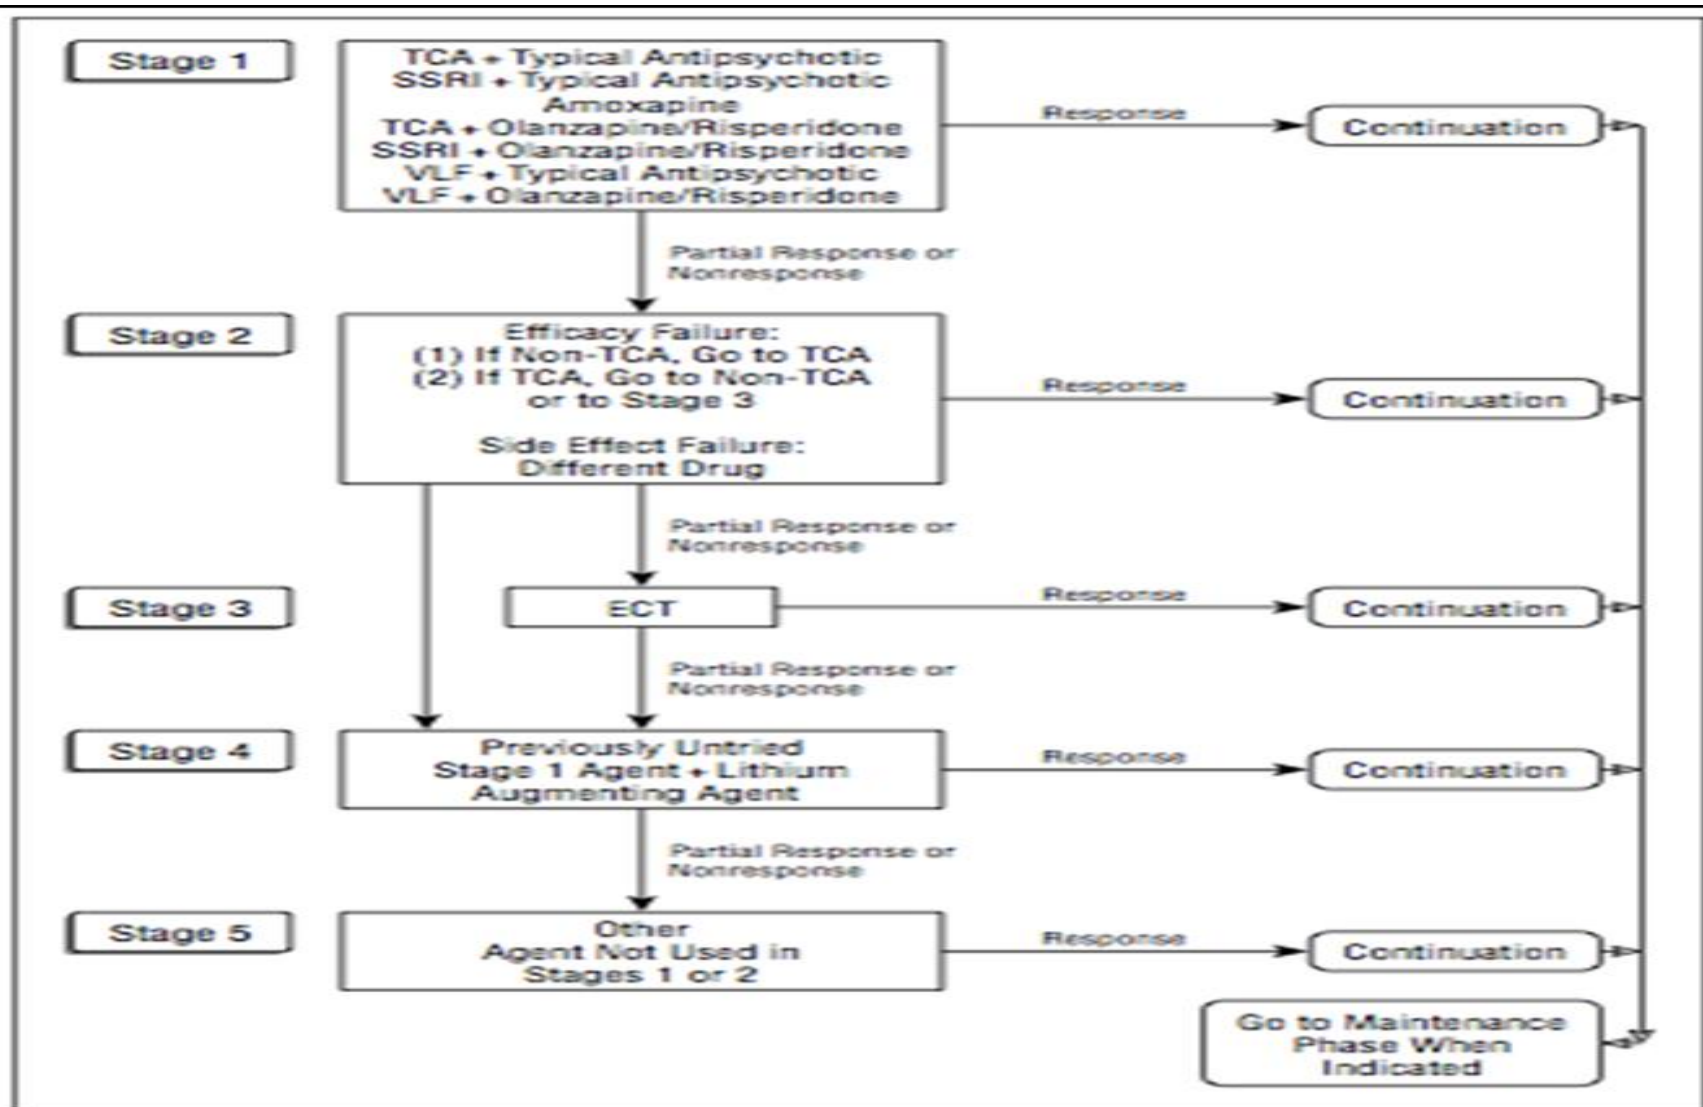 Stage 1
TCA + Typical Antipsychotic
SSRI + Typical Antipsychotic
Amoxapine
TCA + Olanzapine/Risperidone
SSRI + Olanzapine/Risperidone
VLF + Typical Antipsychotic
VLF + Olanzapine/Risperidone
Response
Continuation
Partial Response or
Nonresponse
Stage 2
Efficacy Failure:
(1) If Non-TCA, Go to TCA
(2) If TCA, Go to Non-TCA
or to Stage 3
Side Effect Failure:
Different Drug
Response
Continuation
Partial Response or
Nonresponse
Stage 3
ECT
Response
Continuation
Partial Response or
Nonresponse
Stage 4
Previously Untried
Stage 1 Agent + Lithium
Augmenting Agent
Response
Continuation
Partial Response or
Nonresponse
Stage 5
Other
Agent Not Used in
Stages 1 or 2
Response
Continuation
Go to Maintenance
Phase When
Indicated